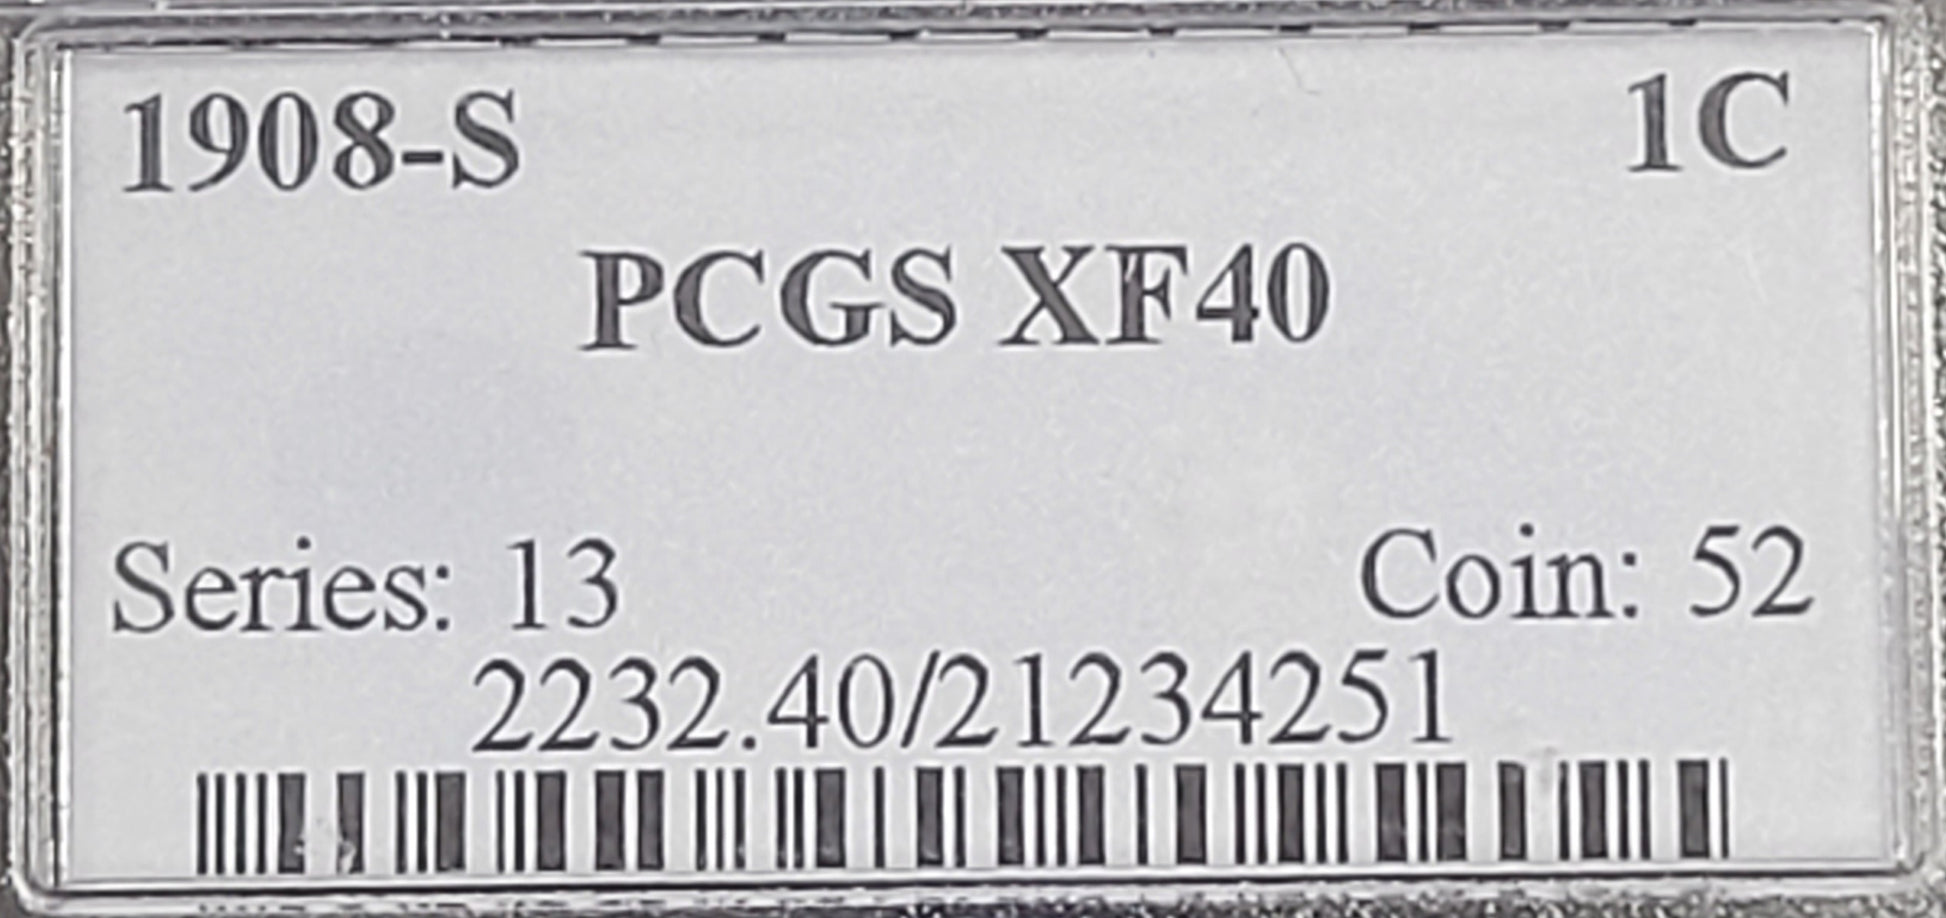 1908-S 1C
PCGS XF40
Series: 13 Coin: 52
2232.40/21234251